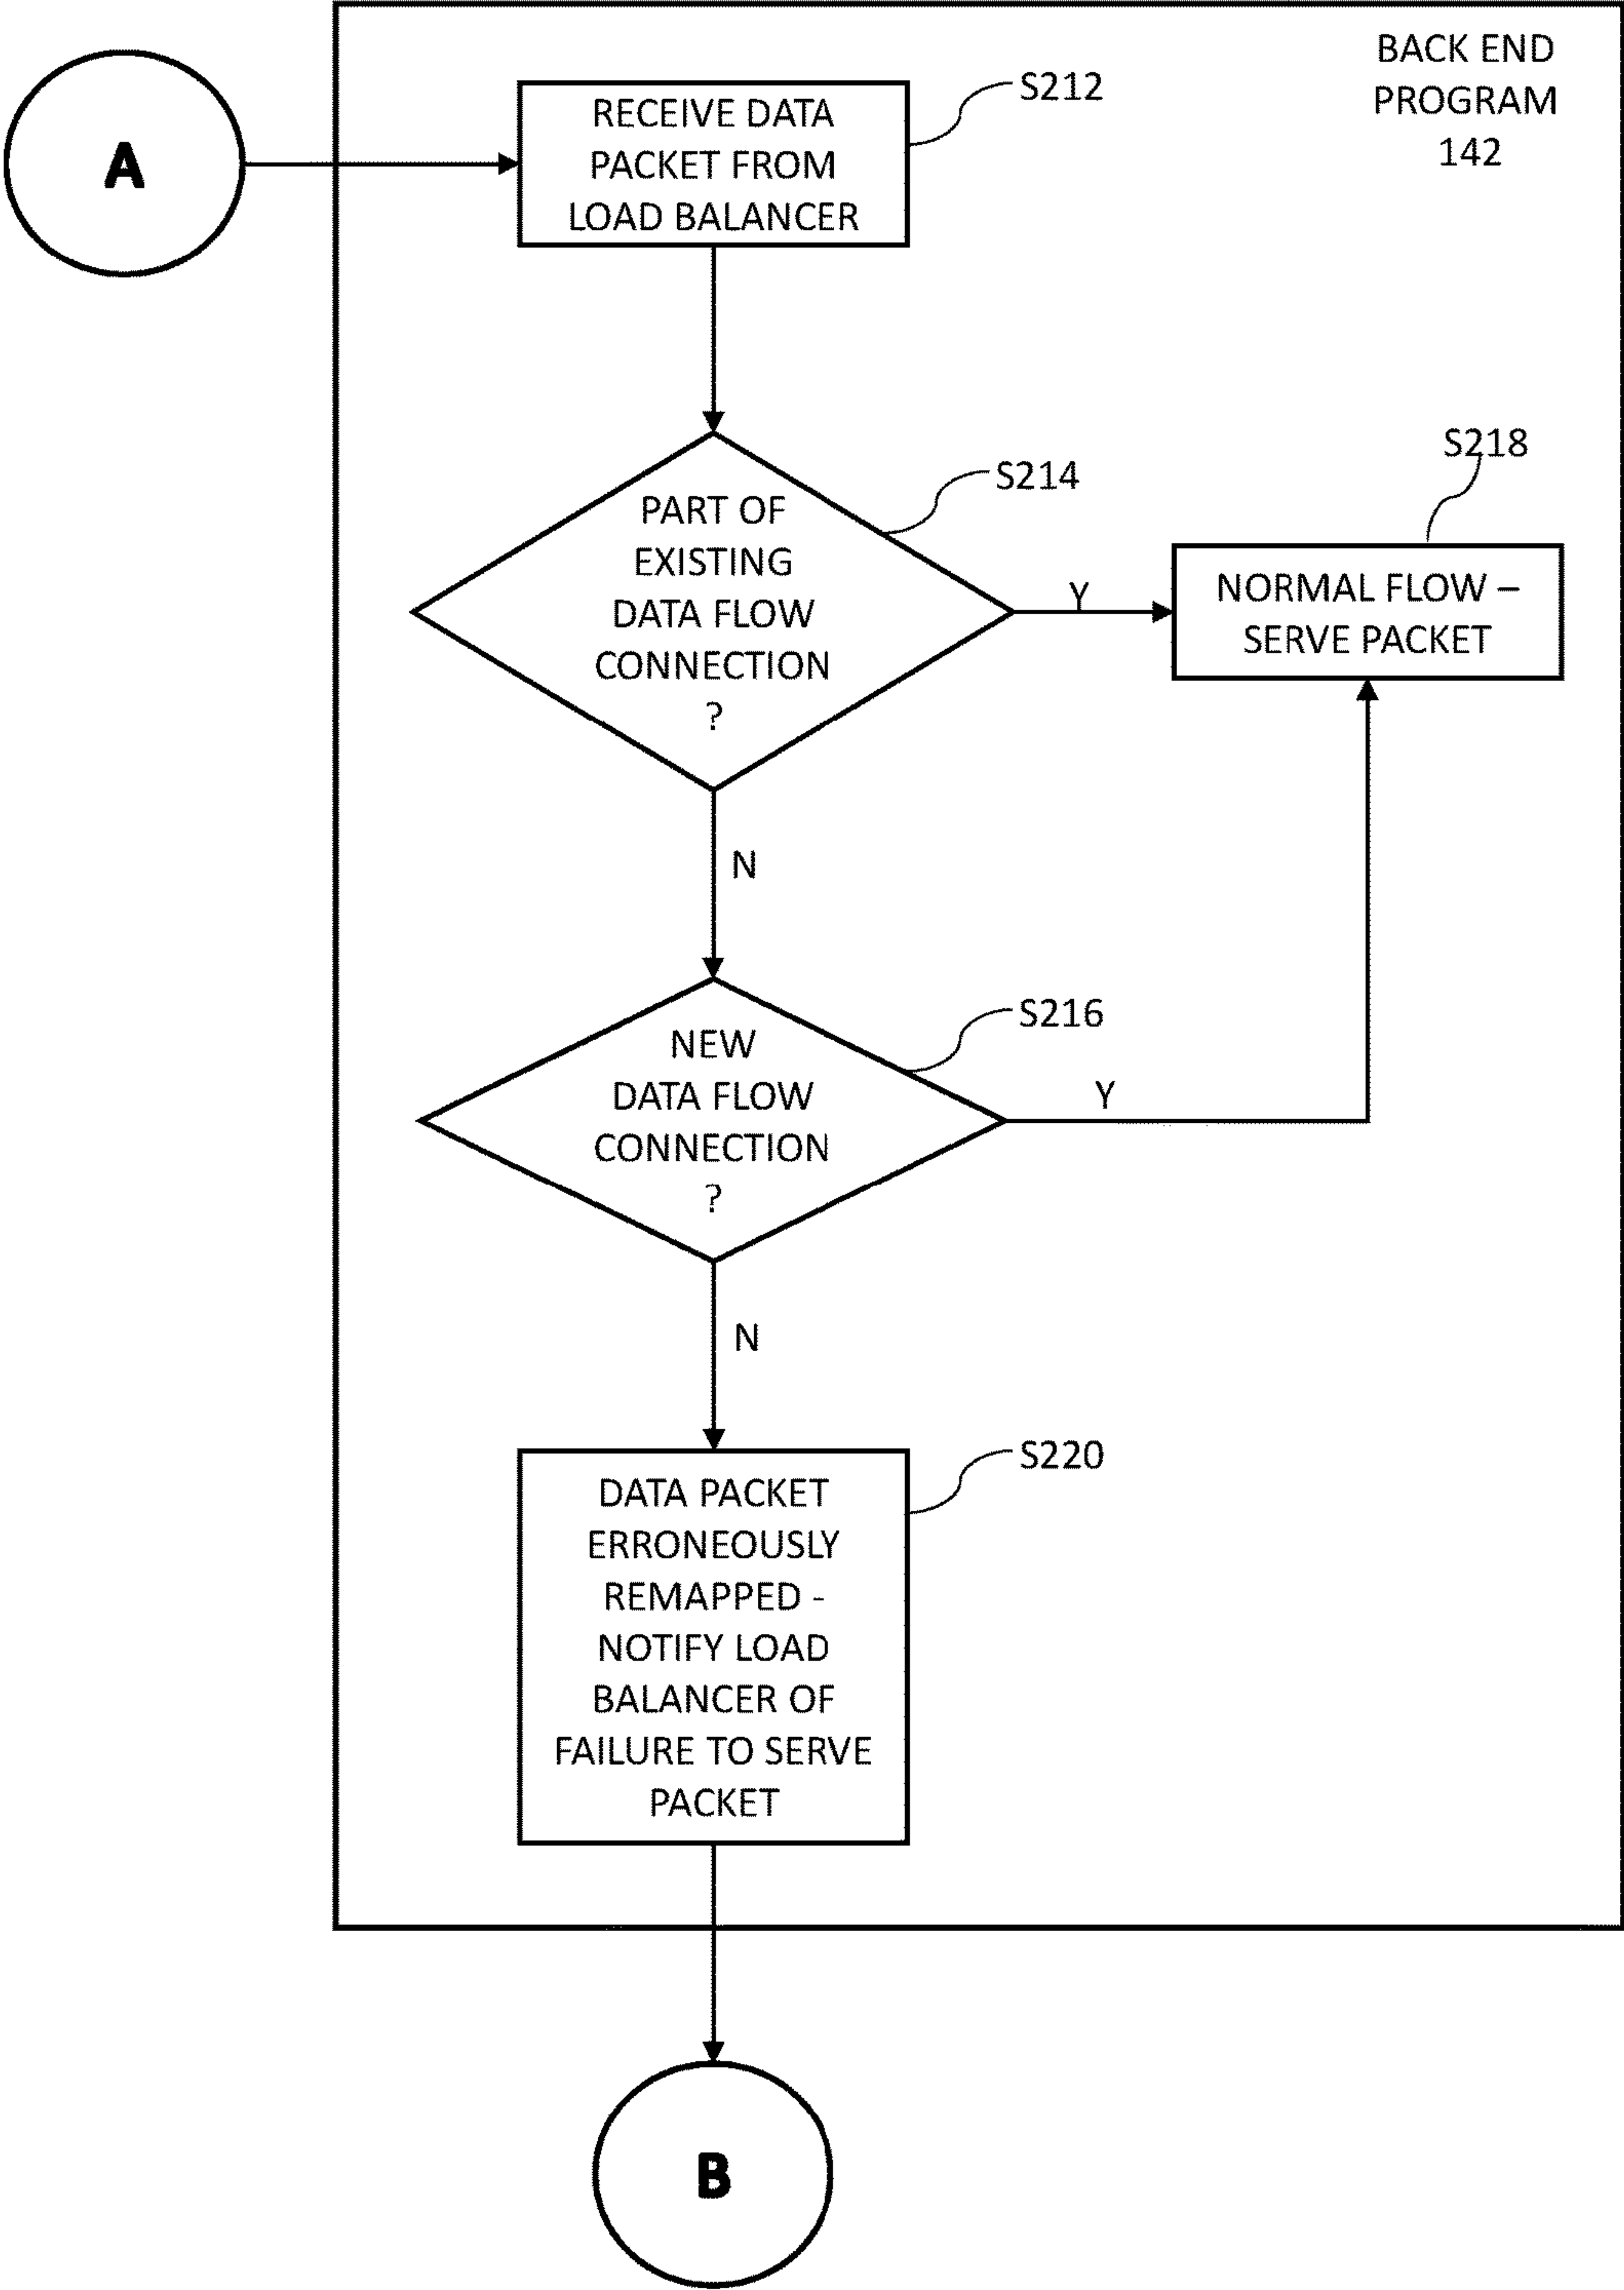 BACK END
PROGRAM
142
A
RECEIVE DATA
PACKET FROM
LOAD BALANCER
S212
PART OF
EXISTING
DATA FLOW
CONNECTION
?
S214
Y
S218
NORMAL FLOW –
SERVE PACKET
N
NEW
DATA FLOW
CONNECTION
?
S216
Y
N
DATA PACKET
ERRONEOUSLY
REMAPPED -
NOTIFY LOAD
BALANCER OF
FAILURE TO SERVE
PACKET
S220
B